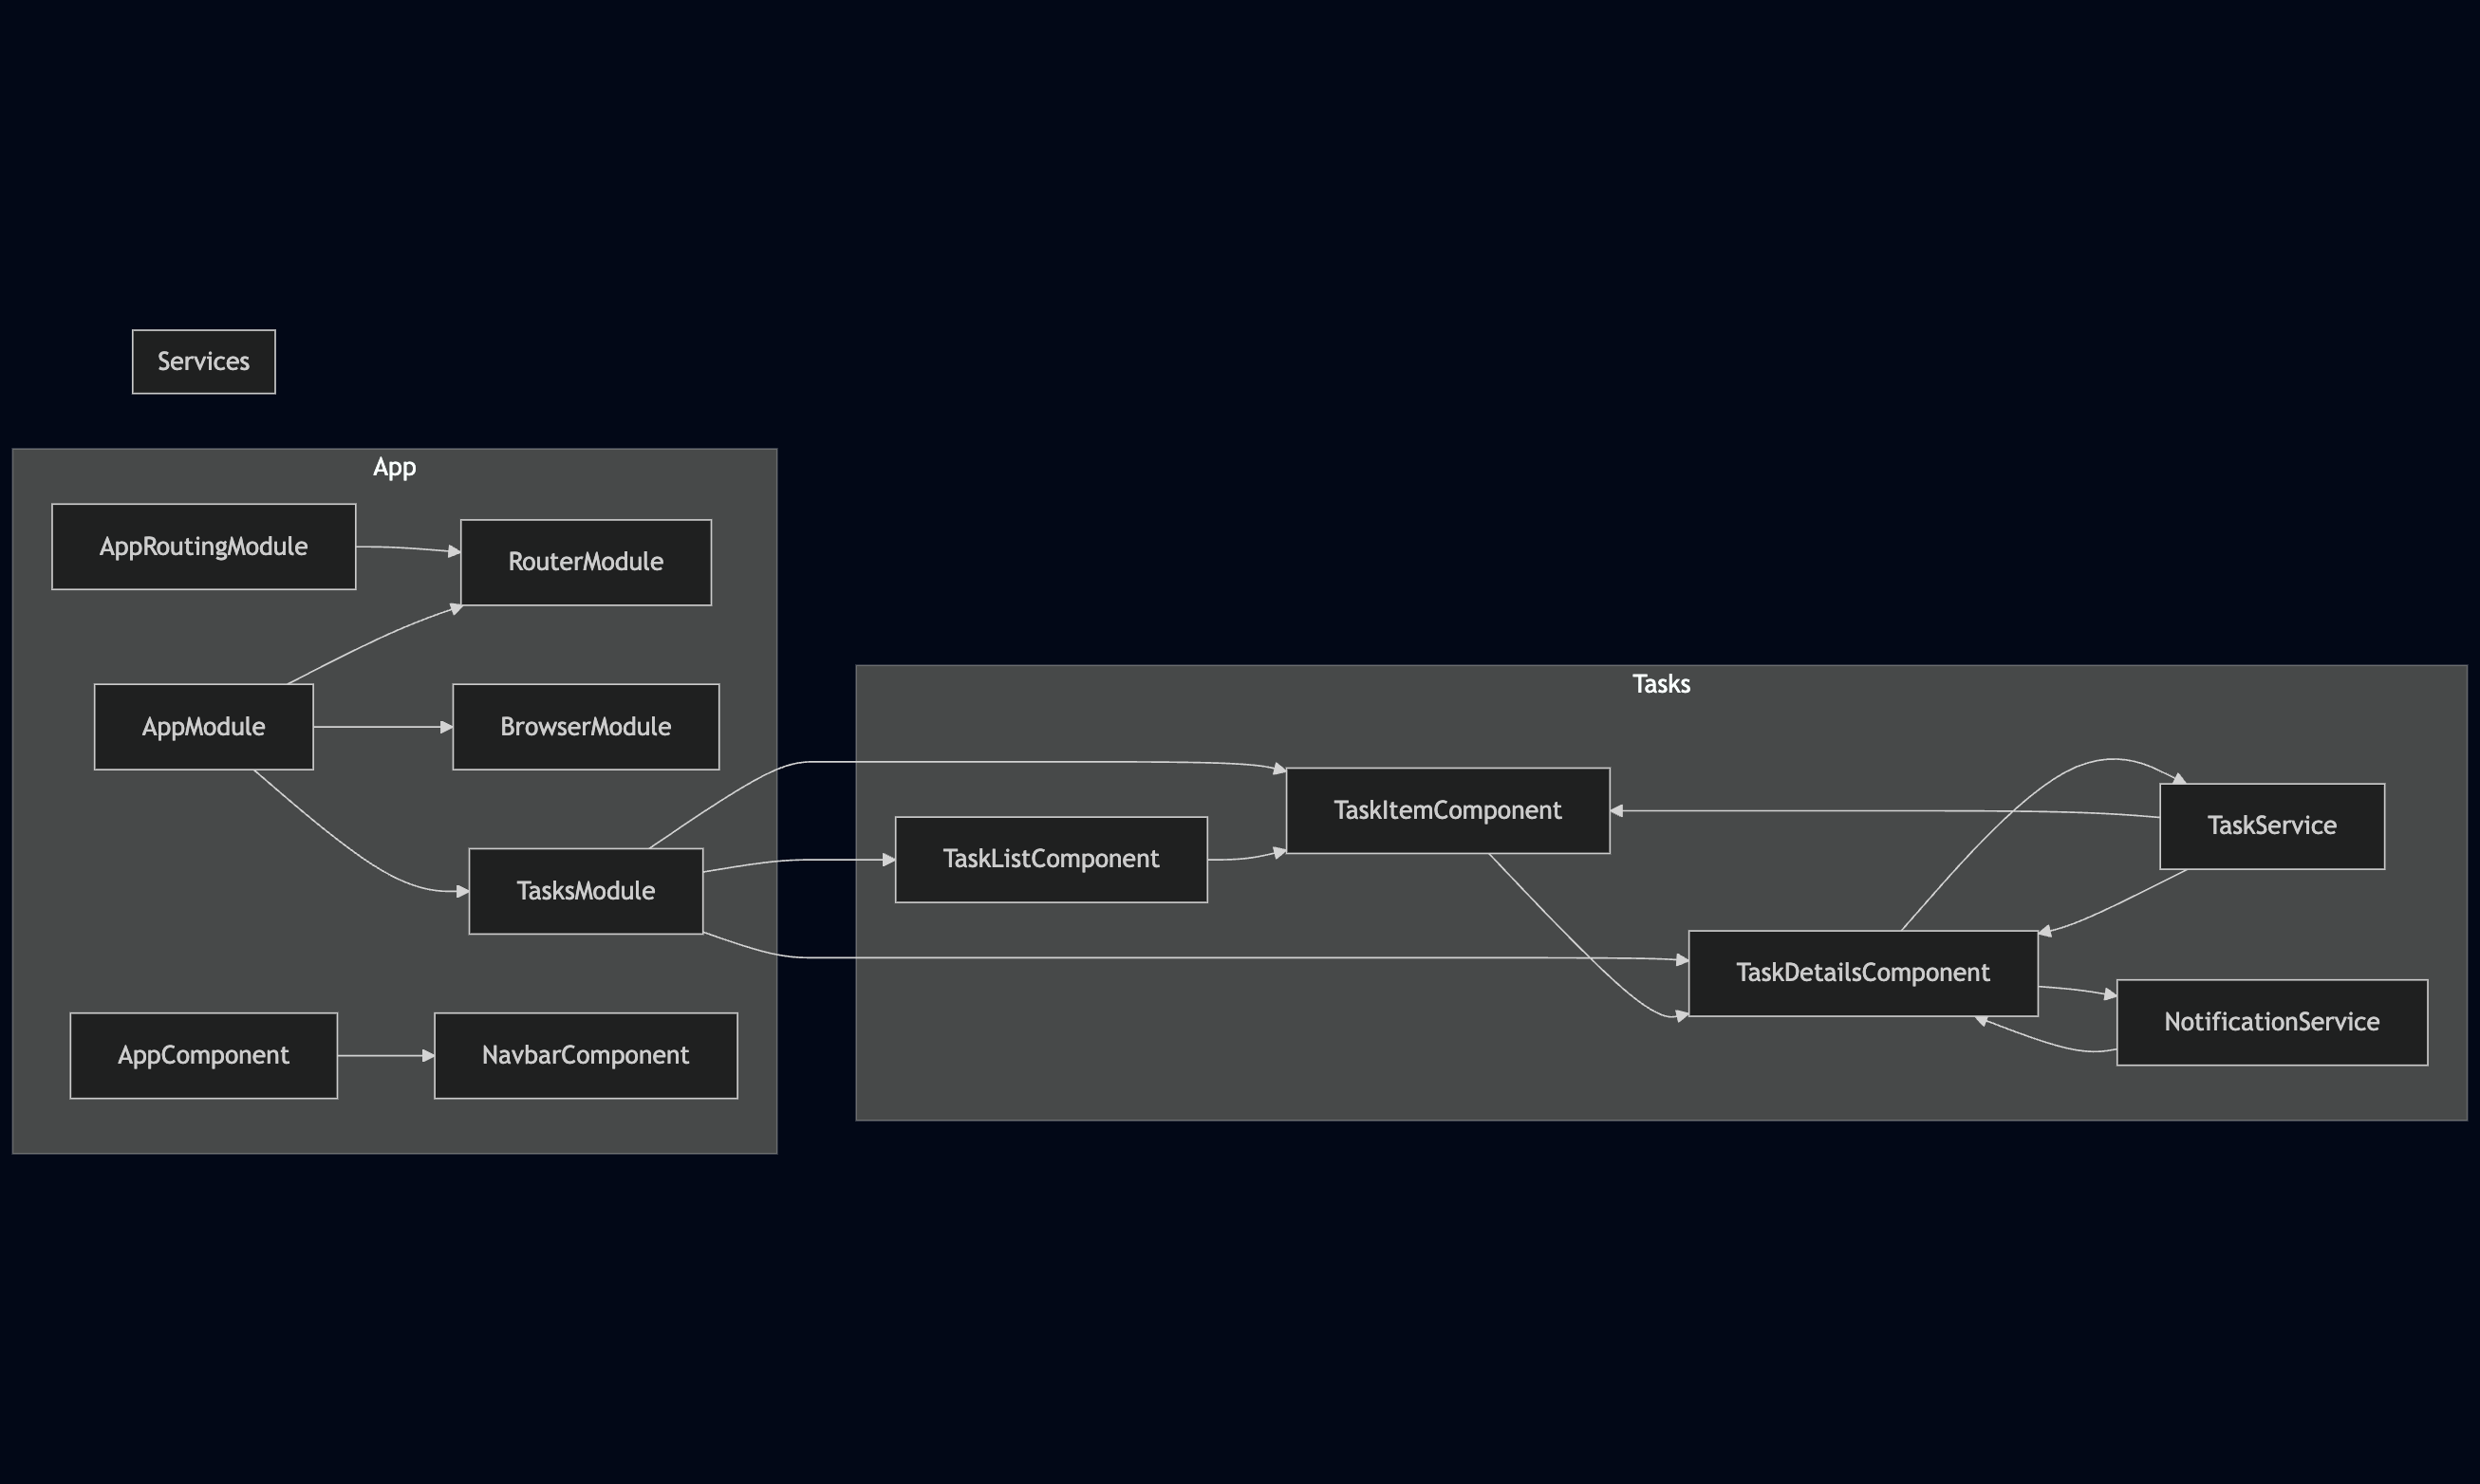 Services
App
AppRoutingModule
RouterModule
AppModule
BrowserModule
TasksModule
AppComponent
NavbarComponent
Tasks
TaskItemComponent
TaskService
TaskListComponent
TaskDetailsComponent
NotificationService